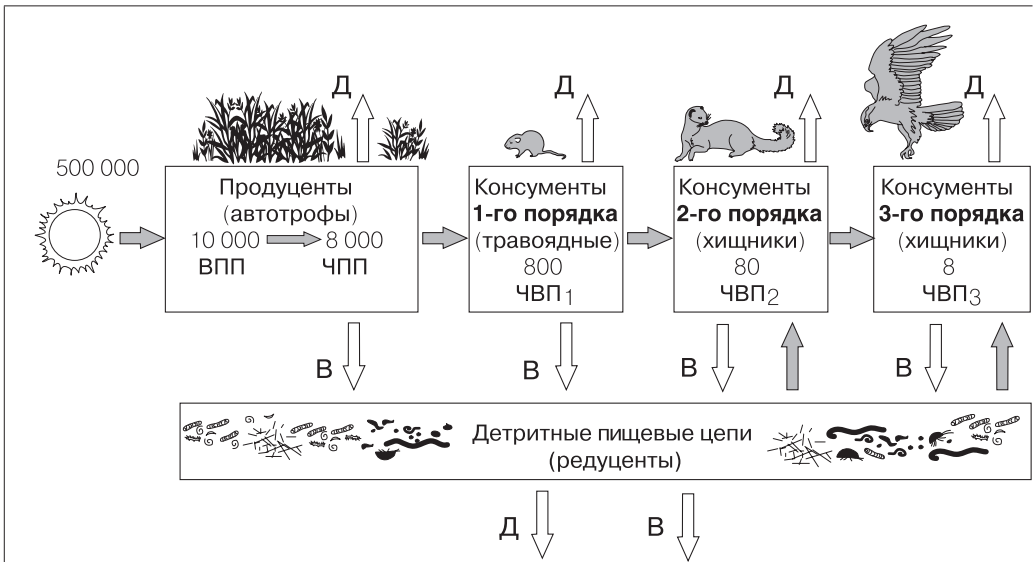 Д
Д
Д
Д
500 000
Продуценты
(автотрофы)
10 000
8 000
ВПП
ЧПП
Консументы
1-го порядка
(травоядные)
800
ЧВП1
Консументы
2-го порядка
(хищники)
80
ЧВП2
Консументы
3-го порядка
(хищники)
8
ЧВП3
В
В
В
В
Детритные пищевые цепи
(редуценты)
Д
В